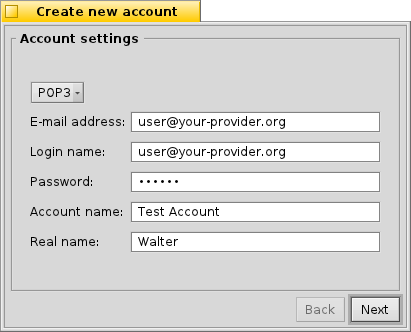 Create new account
Account settings
POP3
E-mail address: user@your-provider.org
Login name: user@your-provider.org
Password: ••••••
Account name: Test Account
Real name: Walter
Back Next